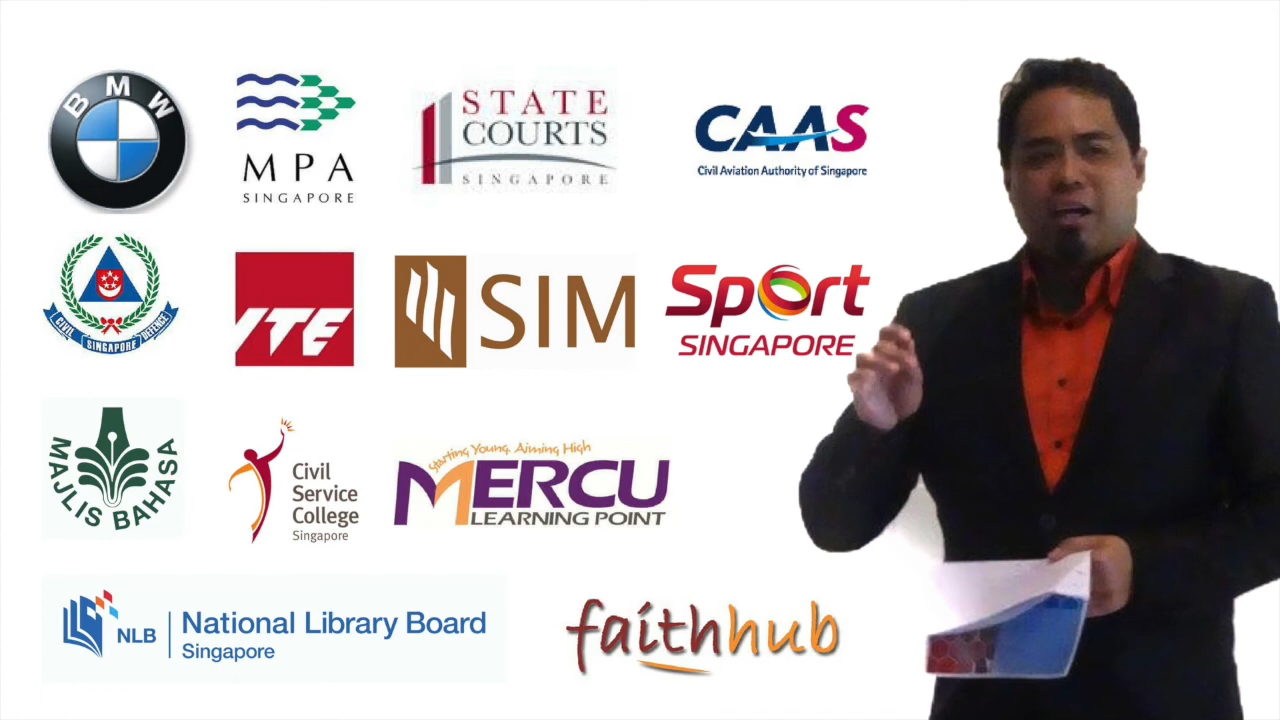 BMW
MPA
SINGAPORE
STATE
COURTS
SINGAPORE
CAAS
Civil Aviation Authority of Singapore
CIVIL DEFENCE
SINGAPORE
ITE
SIM
Sport
SINGAPORE
MAJLIS BAHASA
Civil
Service
College
Singapore
Starting Young, Aiming High
MERCU
LEARNING POINT
NLB
National Library Board
Singapore
faithhub